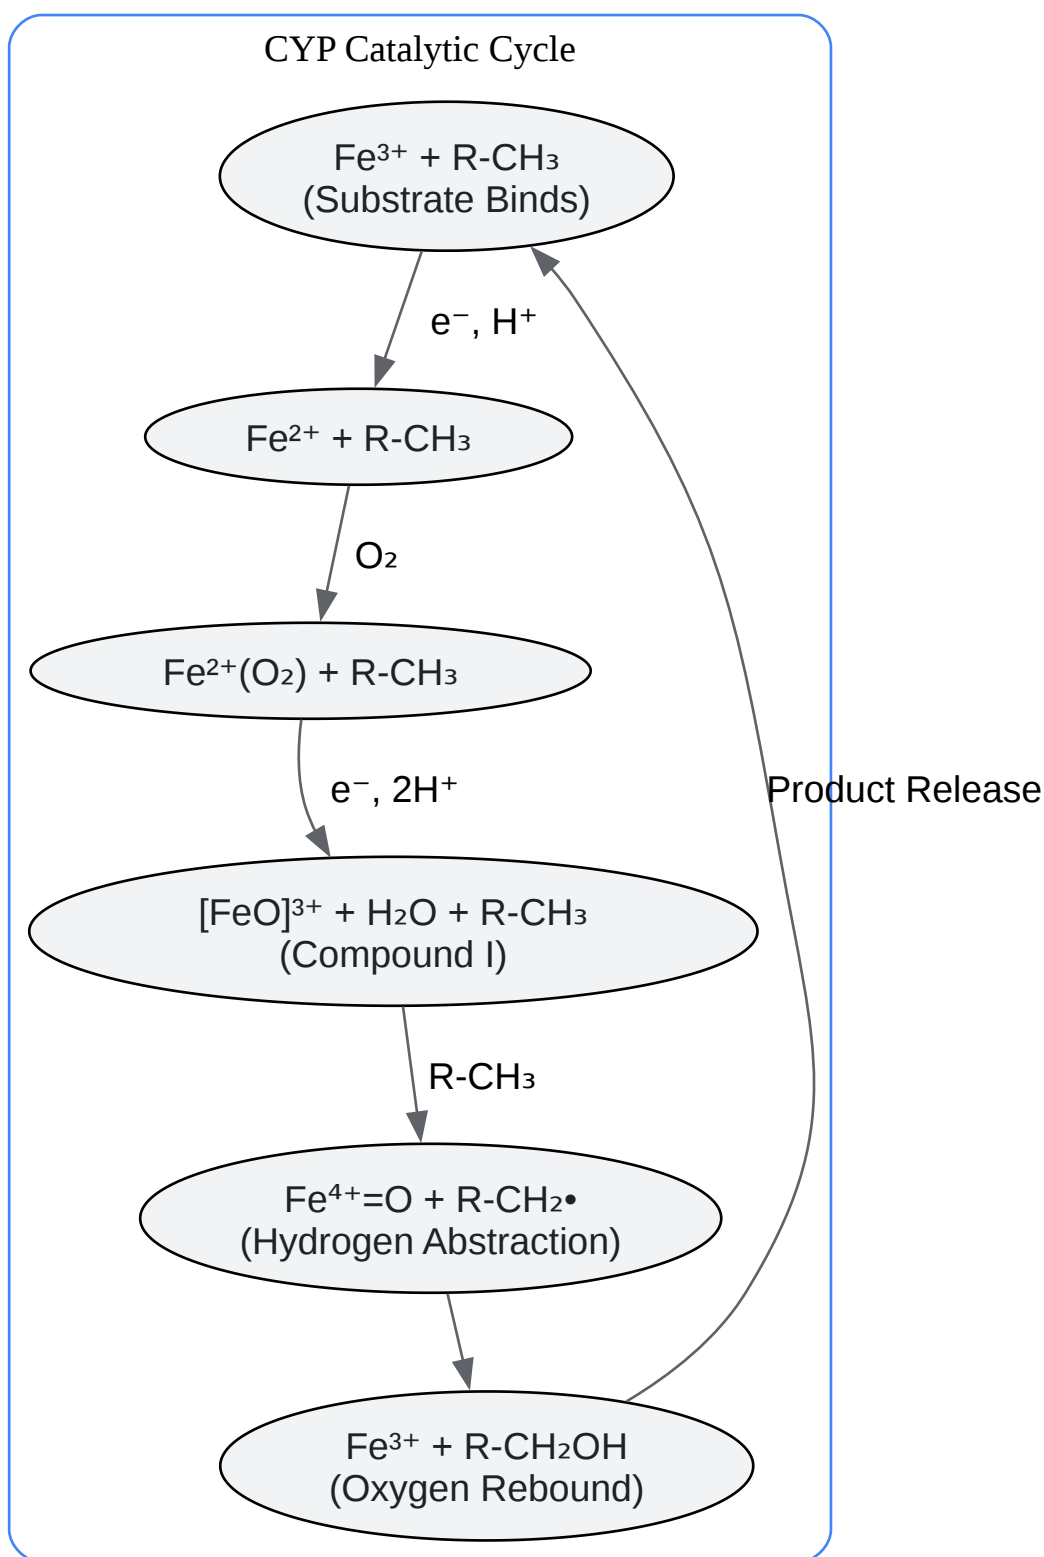 CYP Catalytic Cycle
Fe³⁺ + R-CH₃
(Substrate Binds)
e⁻, H⁺
Fe²⁺ + R-CH₃
O₂
Fe²⁺(O₂) + R-CH₃
e⁻, 2H⁺
Product Release
[FeO]³⁺ + H₂O + R-CH₃
(Compound I)
R-CH₃
Fe⁴⁺=O + R-CH₂•
(Hydrogen Abstraction)
Fe³⁺ + R-CH₂OH
(Oxygen Rebound)